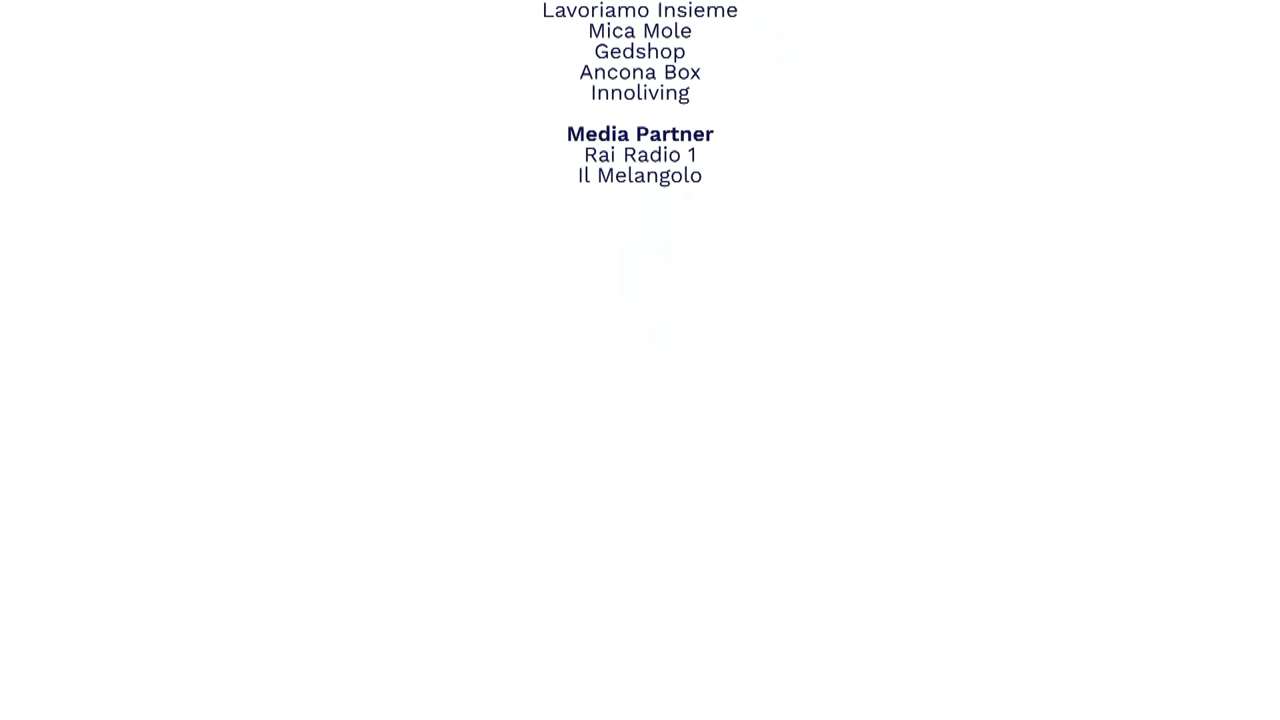 Lavoriamo Insieme
Mica Mole
Gedshop
Ancona Box
Innoliving
Media Partner
Rai Radio 1
Il Melangolo